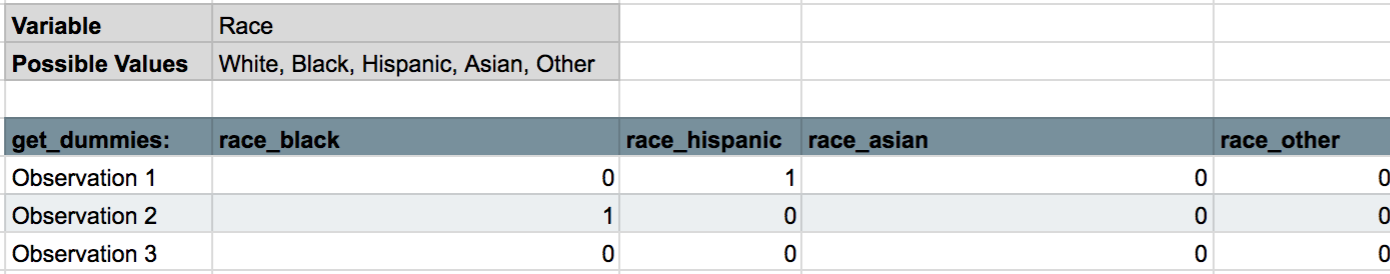 Variable Race
Possible Values White, Black, Hispanic, Asian, Other
get_dummies: race_black race_hispanic race_asian race_other
Observation 1 0 1 0 0
Observation 2 1 0 0 0
Observation 3 0 0 0 0